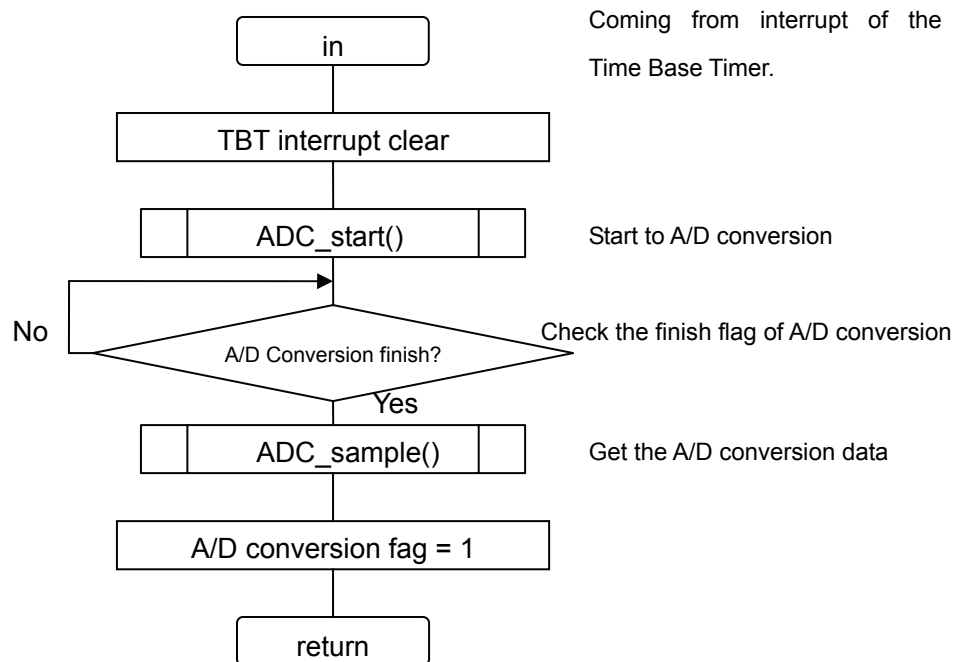 in
Coming from interrupt of the
Time Base Timer.
TBT interrupt clear
ADC_start()
Start to A/D conversion
No
A/D Conversion finish?
Check the finish flag of A/D conversion
Yes
ADC_sample()
Get the A/D conversion data
A/D conversion fag = 1
return